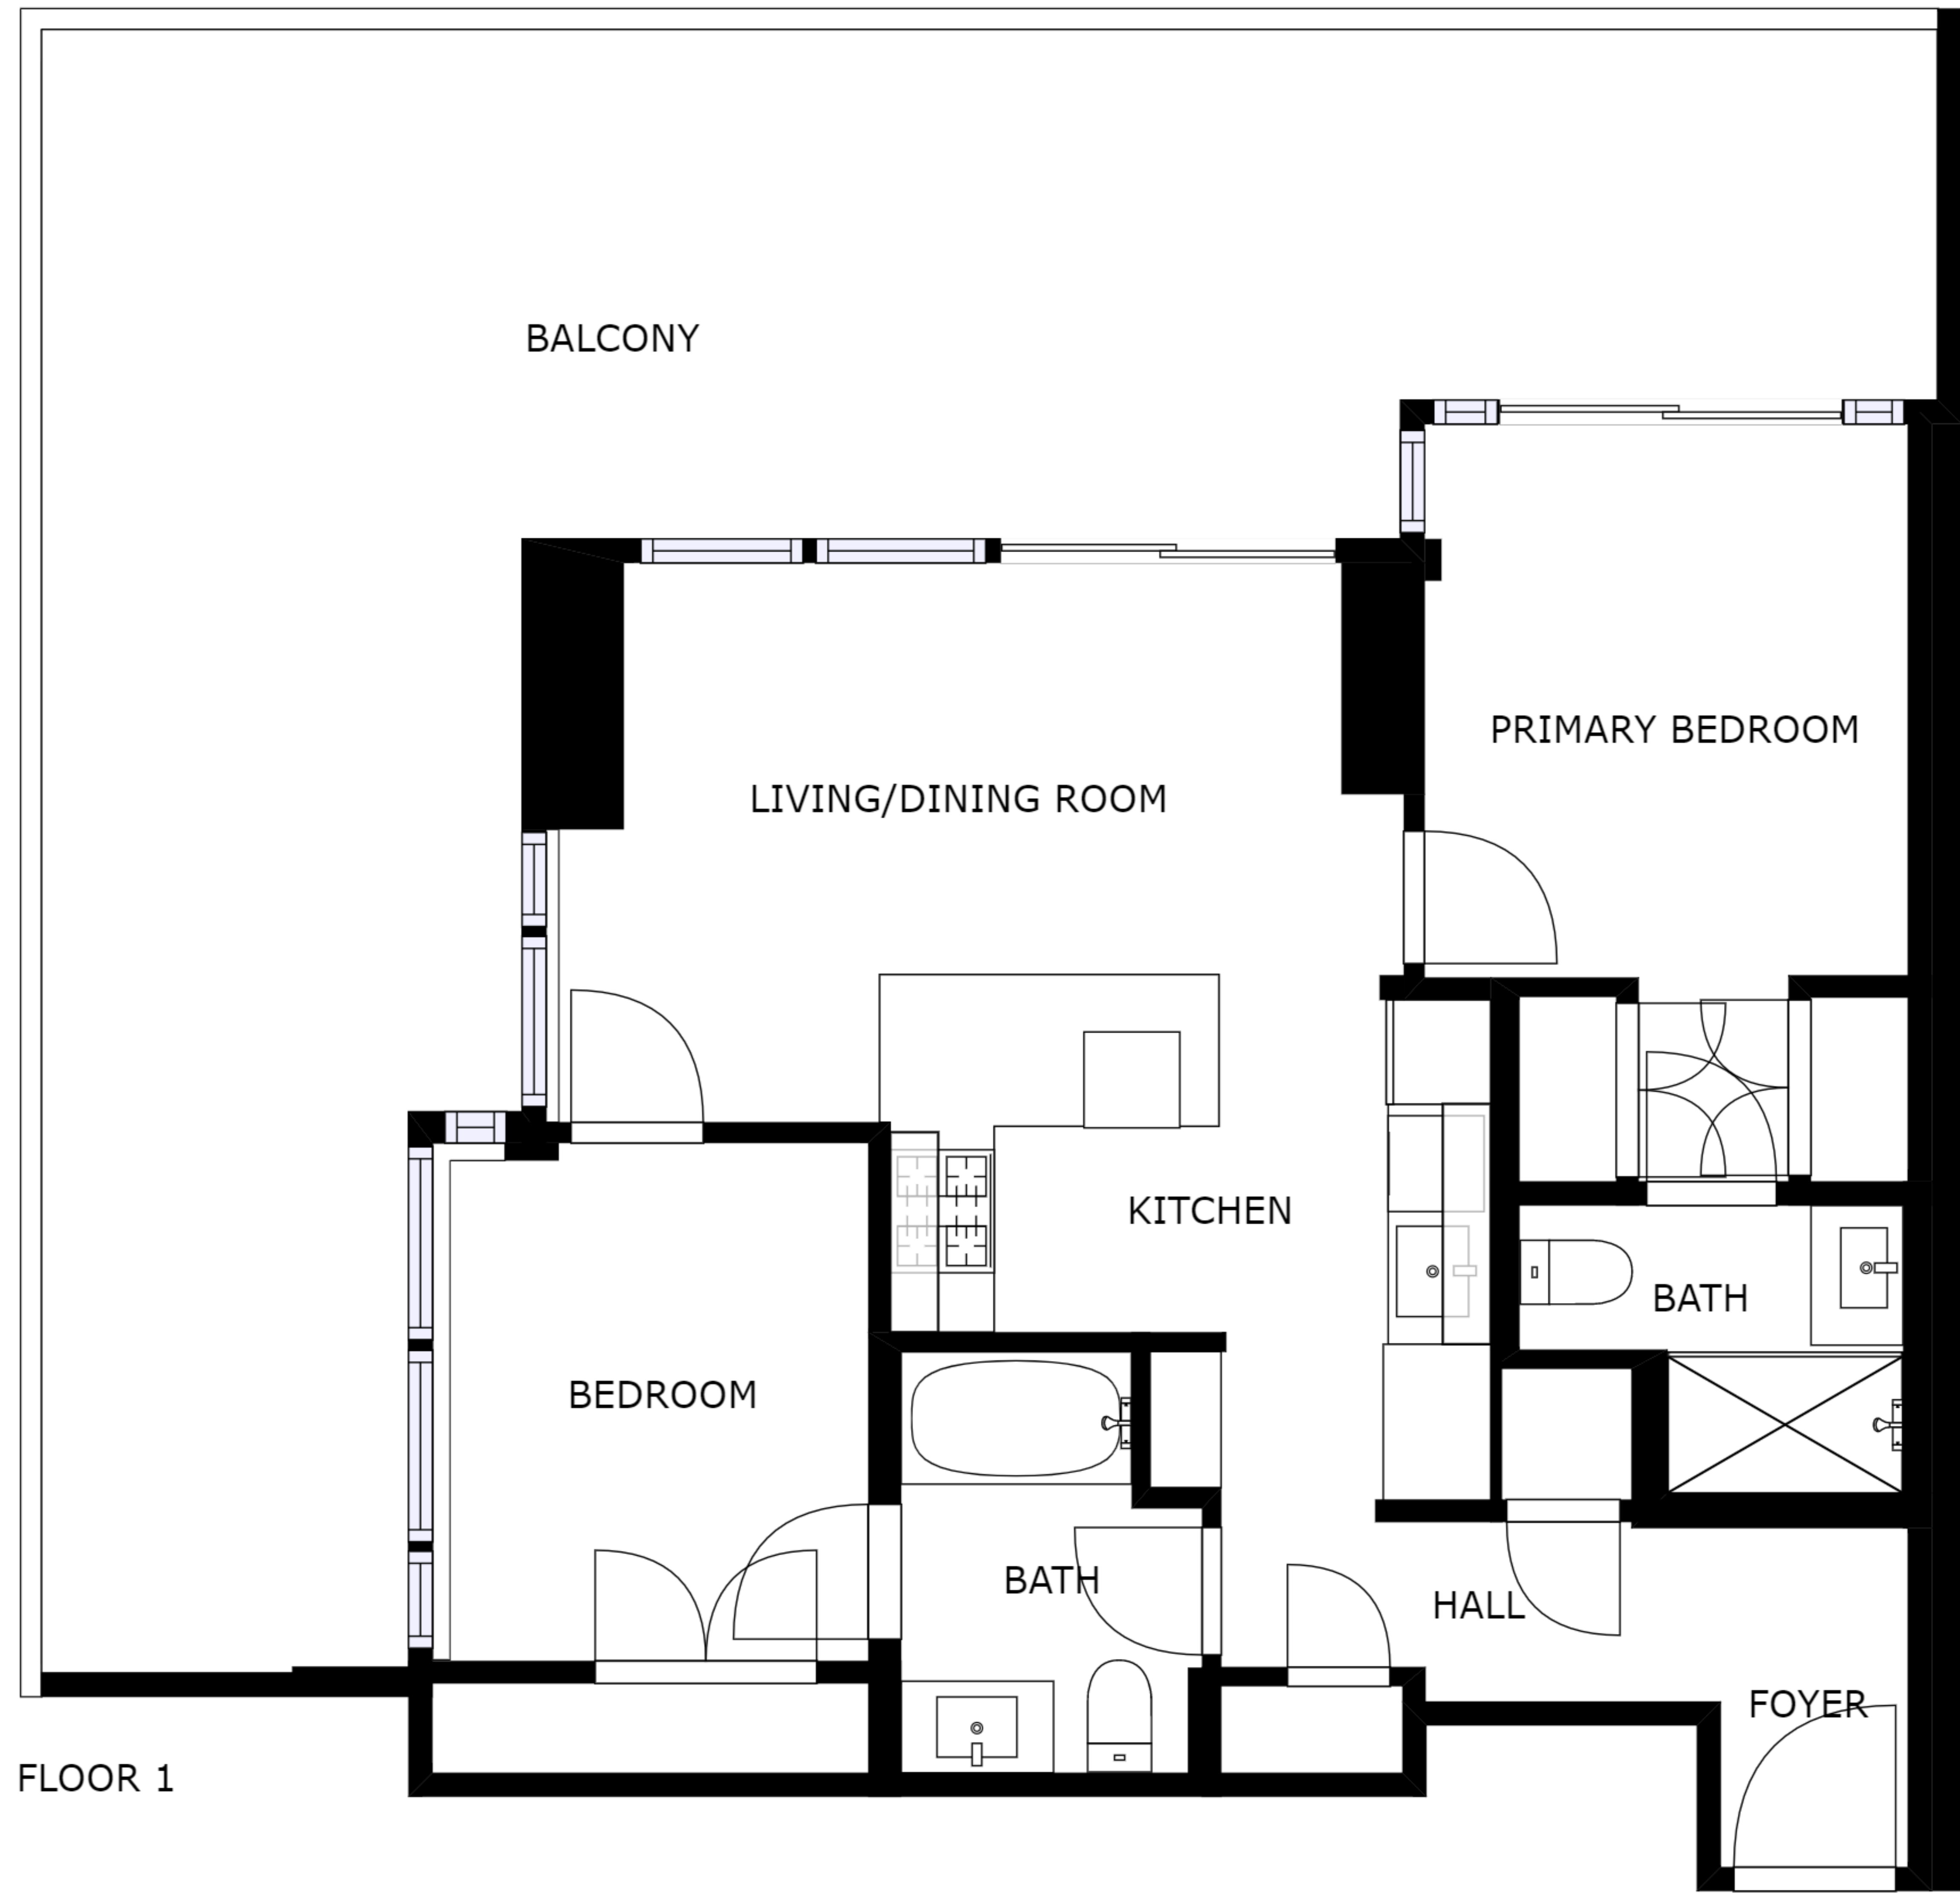 BALCONY
PRIMARY BEDROOM
LIVING/DINING ROOM
KITCHEN
BATH
BEDROOM
BATH
HALL
FOYER
FLOOR 1